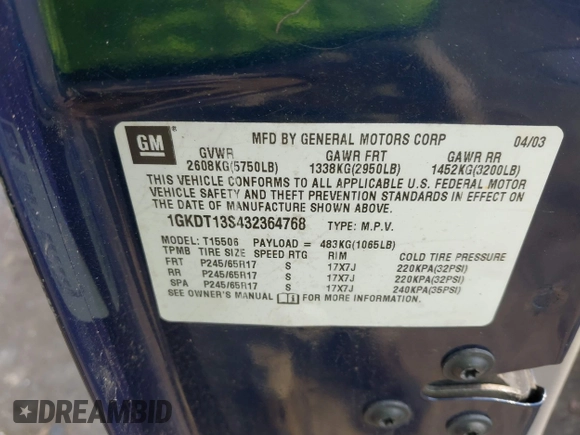 GM
MFD BY GENERAL MOTORS CORP 04/03
GVWR GAWR FRT GAWR RR
2608KG(5750LB) 1338KG(2950LB) 1452KG(3200LB)
THIS VEHICLE CONFORMS TO ALL APPLICABLE U.S. FEDERAL MOTOR
VEHICLE SAFETY AND THEFT PREVENTION STANDARDS IN EFFECT ON
THE DATE OF MANUFACTURE SHOWN ABOVE.
1GKDT13S432364768 TYPE: M.P.V.
MODEL: T15506 PAYLOAD = 483KG(1065LB)
TPMB TIRE SIZE SPEED RTG RIM COLD TIRE PRESSURE
FRT P245/65R17 S 17X7J 220KPA(32PSI)
RR P245/65R17 S 17X7J 220KPA(32PSI)
SPA P245/65R17 S 17X7J 240KPA(35PSI)
SEE OWNER'S MANUAL FOR MORE INFORMATION.
DREAMBID